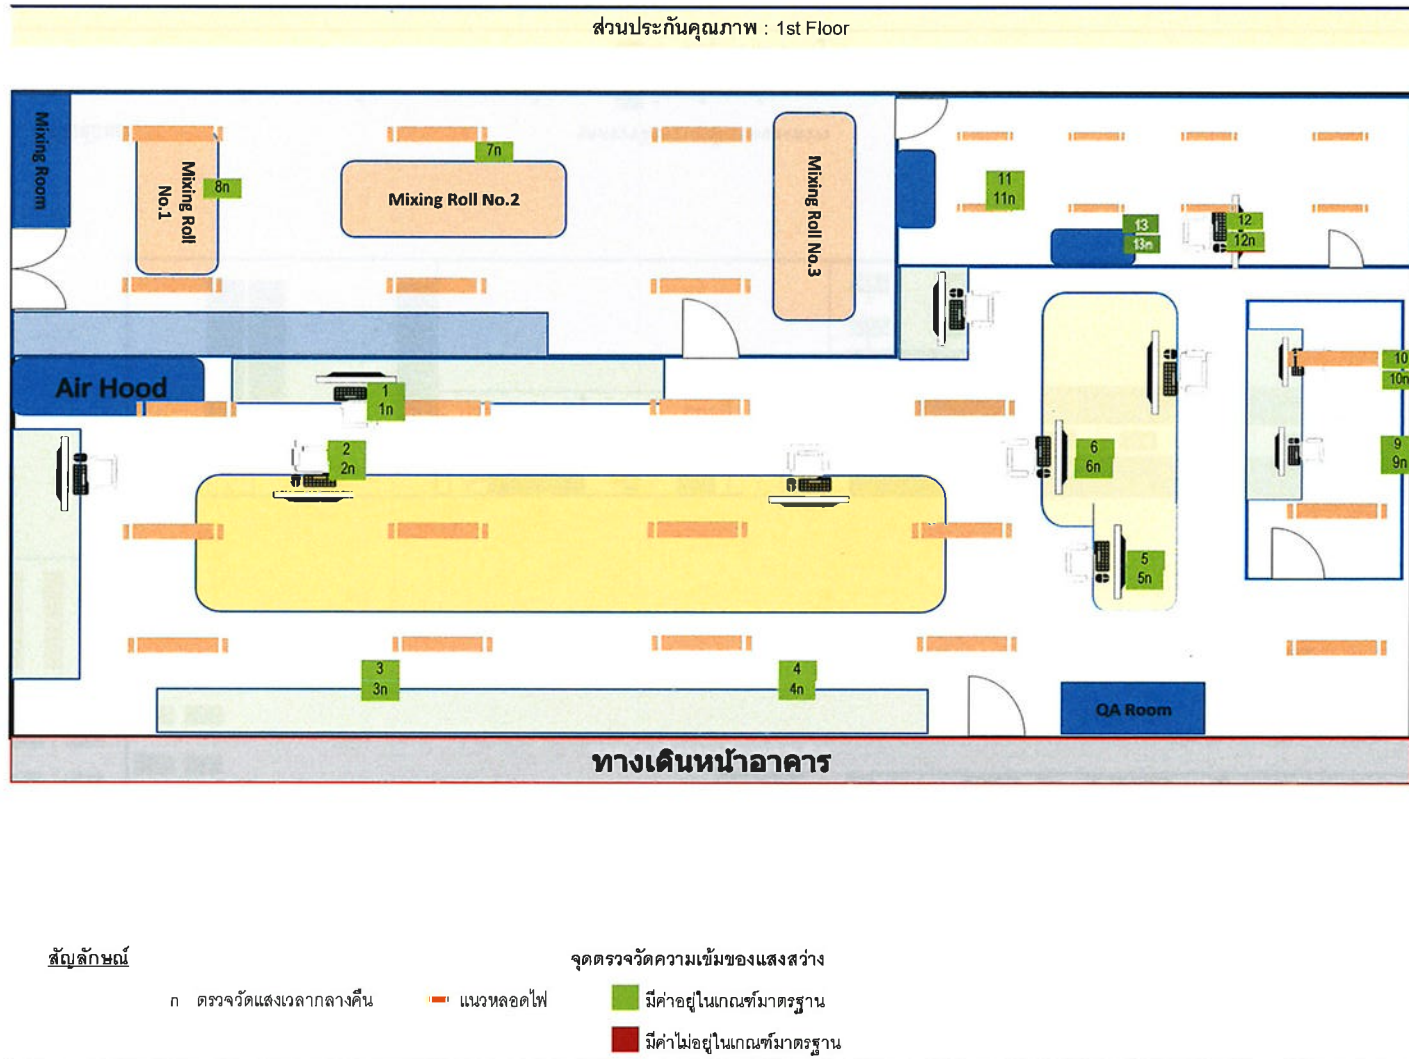 ส่วนประกันคุณภาพ : 1st Floor
Mixing Room
Mixing Roll
No.1
8n
7n
Mixing Roll No.2
Mixing Roll No.3
11
11n
13
13n
12
12n
Air Hood
1
1n
2
2n
6
6n
10
10n
9
9n
5
5n
3
3n
4
4n
QA Room
ทางเดินหน้าอาคาร
สัญลักษณ์
จุดตรวจวัดความเข้มของแสงสว่าง
n ตรวจวัดแสงเวลากลางคืน
แนวหลอดไฟ
มีค่าอยู่ในเกณฑ์มาตรฐาน
มีค่าไม่อยู่ในเกณฑ์มาตรฐาน